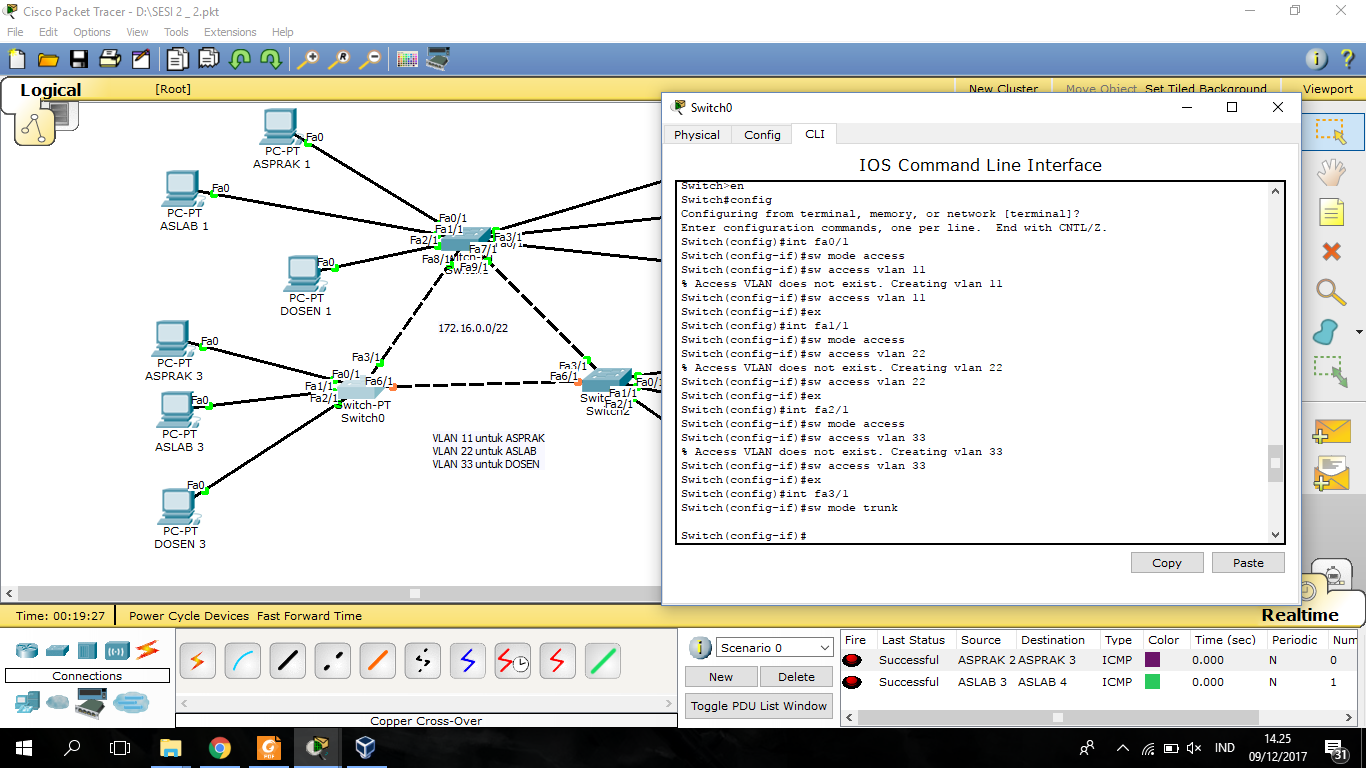 Cisco Packet Tracer - D:\SESI 2 _ 2.pkt
File Edit Options View Tools Extensions Help
Logical [Root] New Cluster Move Object Set Tiled Background Viewport
Fa0
PC-PT
ASPRAK 1
Fa0
PC-PT
ASLAB 1
Fa0
PC-PT
DOSEN 1
Fa0/1
Fa1/1
Fa2/1
Fa3/1
Fa7/1
Fa8/1
Fa9/1
172.16.0.0/22
Fa0
PC-PT
ASPRAK 3
Fa0
PC-PT
ASLAB 3
Fa0
PC-PT
DOSEN 3
Fa3/1
Fa0/1
Fa6/1
Fa1/1
Fa2/1
Switch-PT
Switch0
Fa3/1
Fa6/1
Fa0/1
Fa1/1
Fa2/1
Switch2
VLAN 11 untuk ASPRAK
VLAN 22 untuk ASLAB
VLAN 33 untuk DOSEN
Switch0
Physical Config CLI
IOS Command Line Interface
Switch>en
Switch#config
Configuring from terminal, memory, or network [terminal]?
Enter configuration commands, one per line. End with CNTL/Z.
Switch(config)#int fa0/1
Switch(config-if)#sw mode access
Switch(config-if)#sw access vlan 11
% Access VLAN does not exist. Creating vlan 11
Switch(config-if)#sw access vlan 11
Switch(config-if)#ex
Switch(config)#int fa1/1
Switch(config-if)#sw mode access
Switch(config-if)#sw access vlan 22
% Access VLAN does not exist. Creating vlan 22
Switch(config-if)#sw access vlan 22
Switch(config-if)#ex
Switch(config)#int fa2/1
Switch(config-if)#sw mode access
Switch(config-if)#sw access vlan 33
% Access VLAN does not exist. Creating vlan 33
Switch(config-if)#sw access vlan 33
Switch(config-if)#ex
Switch(config)#int fa3/1
Switch(config-if)#sw mode trunk
Switch(config-if)#
Copy Paste
Time: 00:19:27 Power Cycle Devices Fast Forward Time Realtime
Connections
Copper Cross-Over
Scenario 0
New Delete
Toggle PDU List Window
Fire Last Status Source Destination Type Color Time (sec) Periodic Num
Successful ASPRAK 2 ASPRAK 3 ICMP 0.000 N 0
Successful ASLAB 3 ASLAB 4 ICMP 0.000 N 1
PDF
IND
14.25
09/12/2017
31